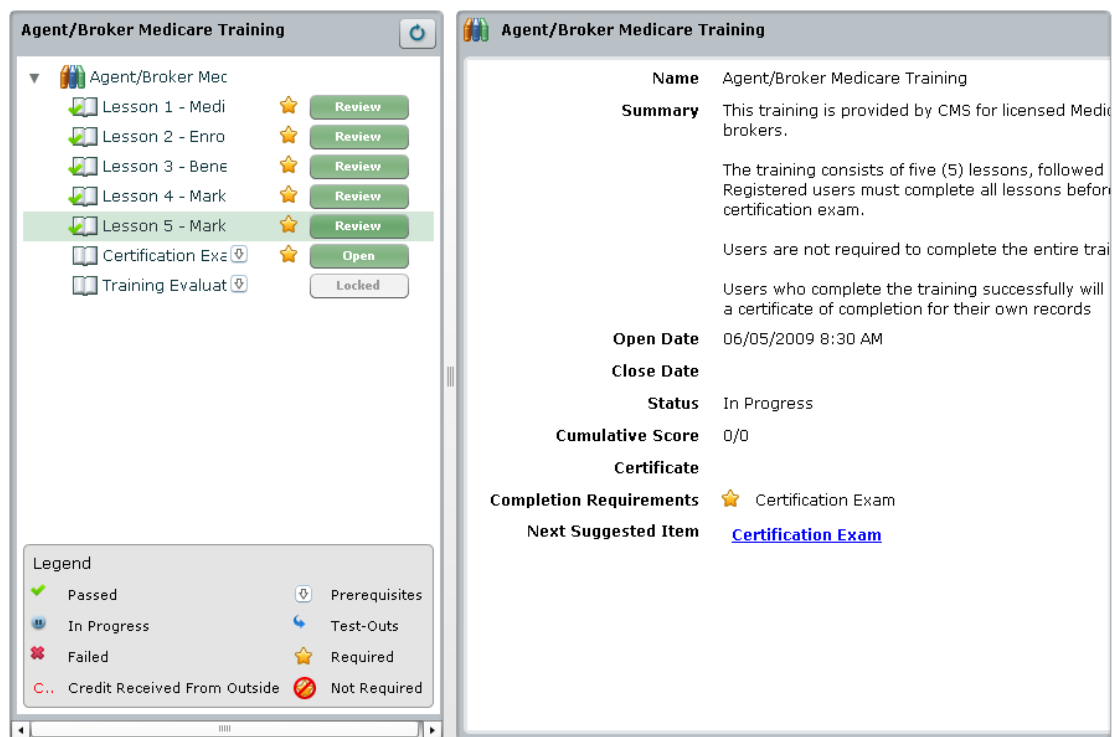 Agent/Broker Medicare Training
Agent/Broker Mec
Lesson 1 - Medi Review
Lesson 2 - Enro Review
Lesson 3 - Bene Review
Lesson 4 - Mark Review
Lesson 5 - Mark Review
Certification Exa Open
Training Evaluat Locked
Legend
Passed Prerequisites
In Progress Test-Outs
Failed Required
C.. Credit Received From Outside Not Required
Agent/Broker Medicare Training
Name Agent/Broker Medicare Training
Summary This training is provided by CMS for licensed Medic
brokers.
The training consists of five (5) lessons, followed
Registered users must complete all lessons befor
certification exam.
Users are not required to complete the entire trai
Users who complete the training successfully will
a certificate of completion for their own records
Open Date 06/05/2009 8:30 AM
Close Date
Status In Progress
Cumulative Score 0/0
Certificate
Completion Requirements Certification Exam
Next Suggested Item Certification Exam